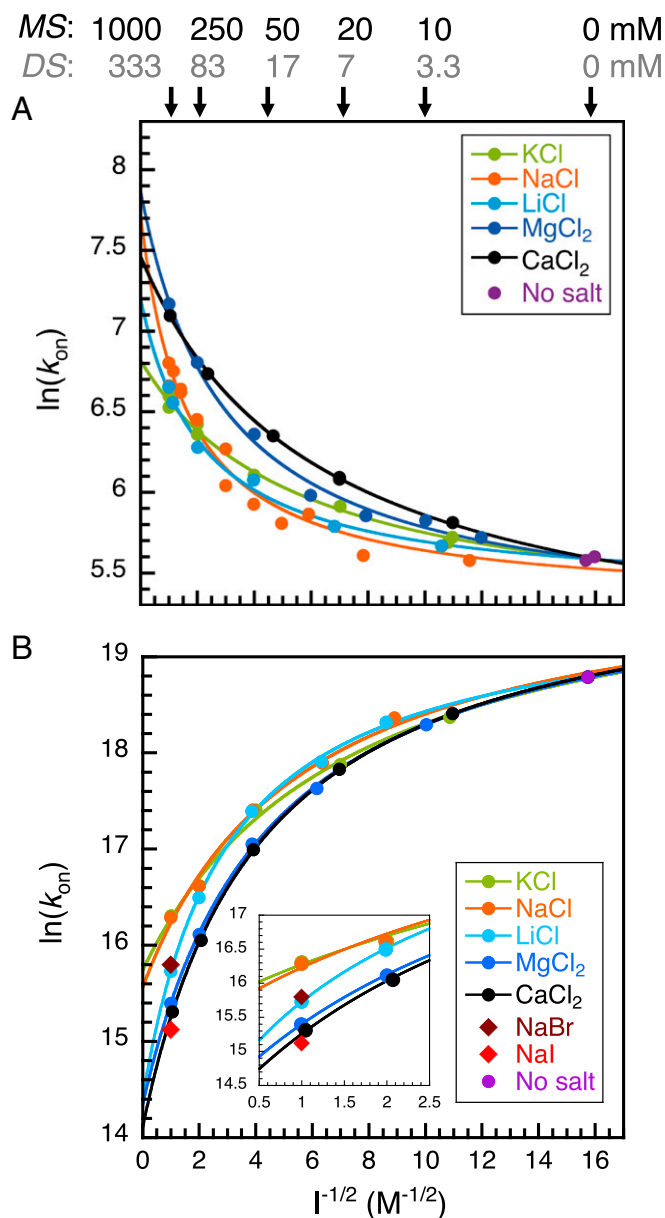 MS: 1000 250 50 20 10 0 mM
DS: 333 83 17 7 3.3 0 mM
A
8
7.5
7
6.5
6
5.5
ln(kon)
KCl
NaCl
LiCl
MgCl2
CaCl2
No salt
B
19
18
17
16
15
14
ln(kon)
KCl
NaCl
LiCl
MgCl2
CaCl2
NaBr
NaI
No salt
17
16.5
16
15.5
15
14.5
0.5 1 1.5 2 2.5
0 2 4 6 8 10 12 14 16
I-1/2 (M-1/2)